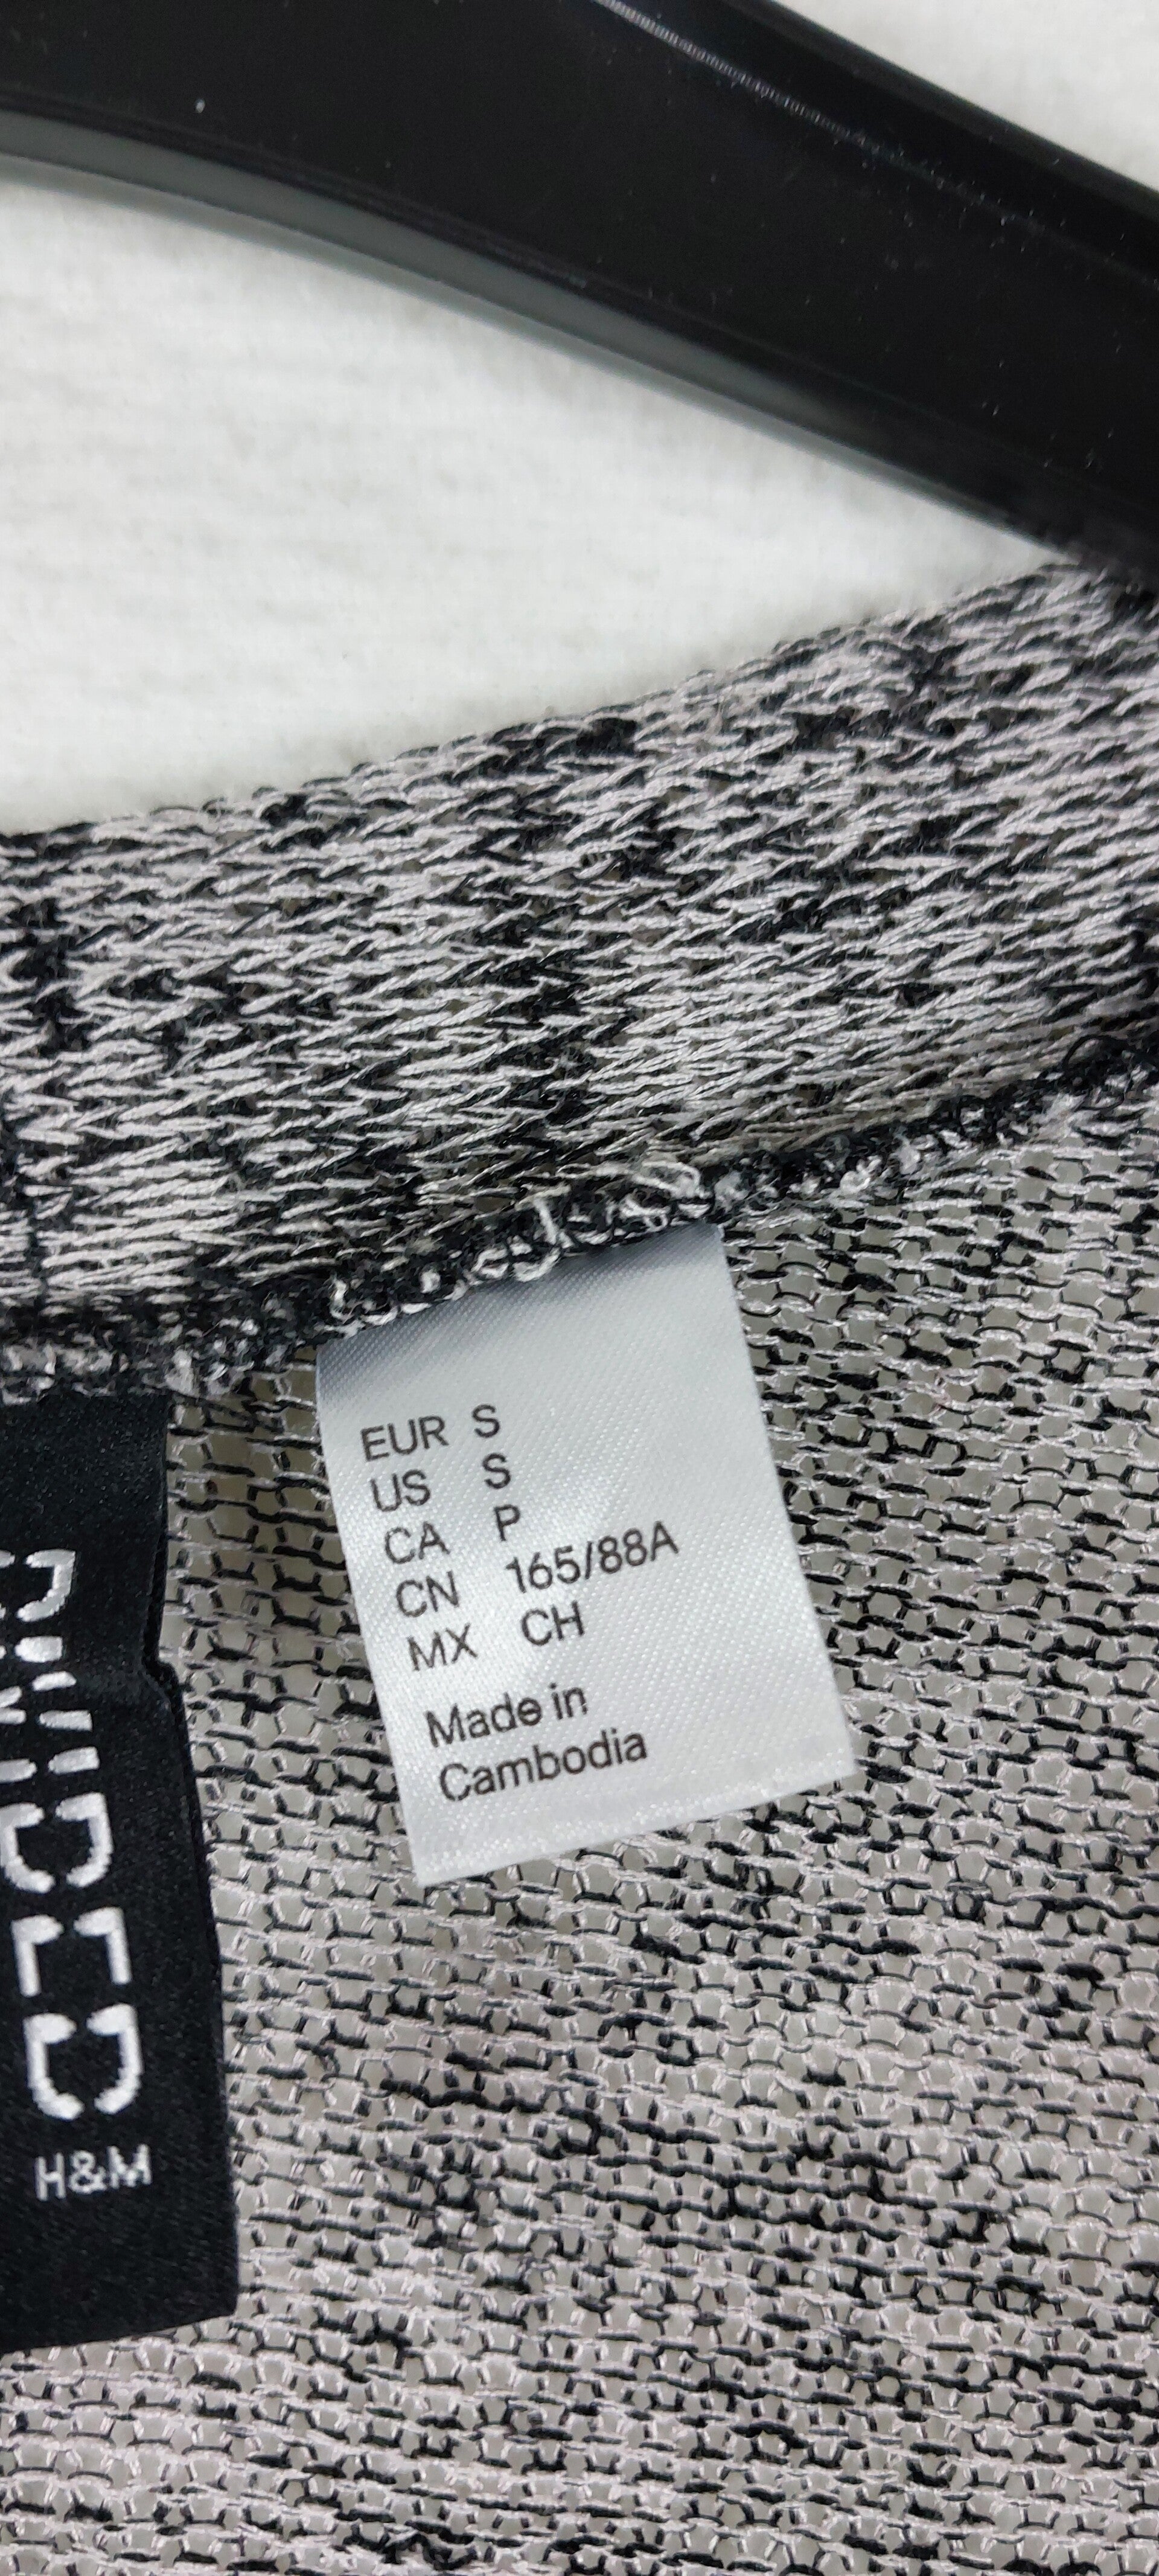 EUR S
US S
CA P
CN 165/88A
MX CH
Made in
Cambodia
DIVIDED
H&M